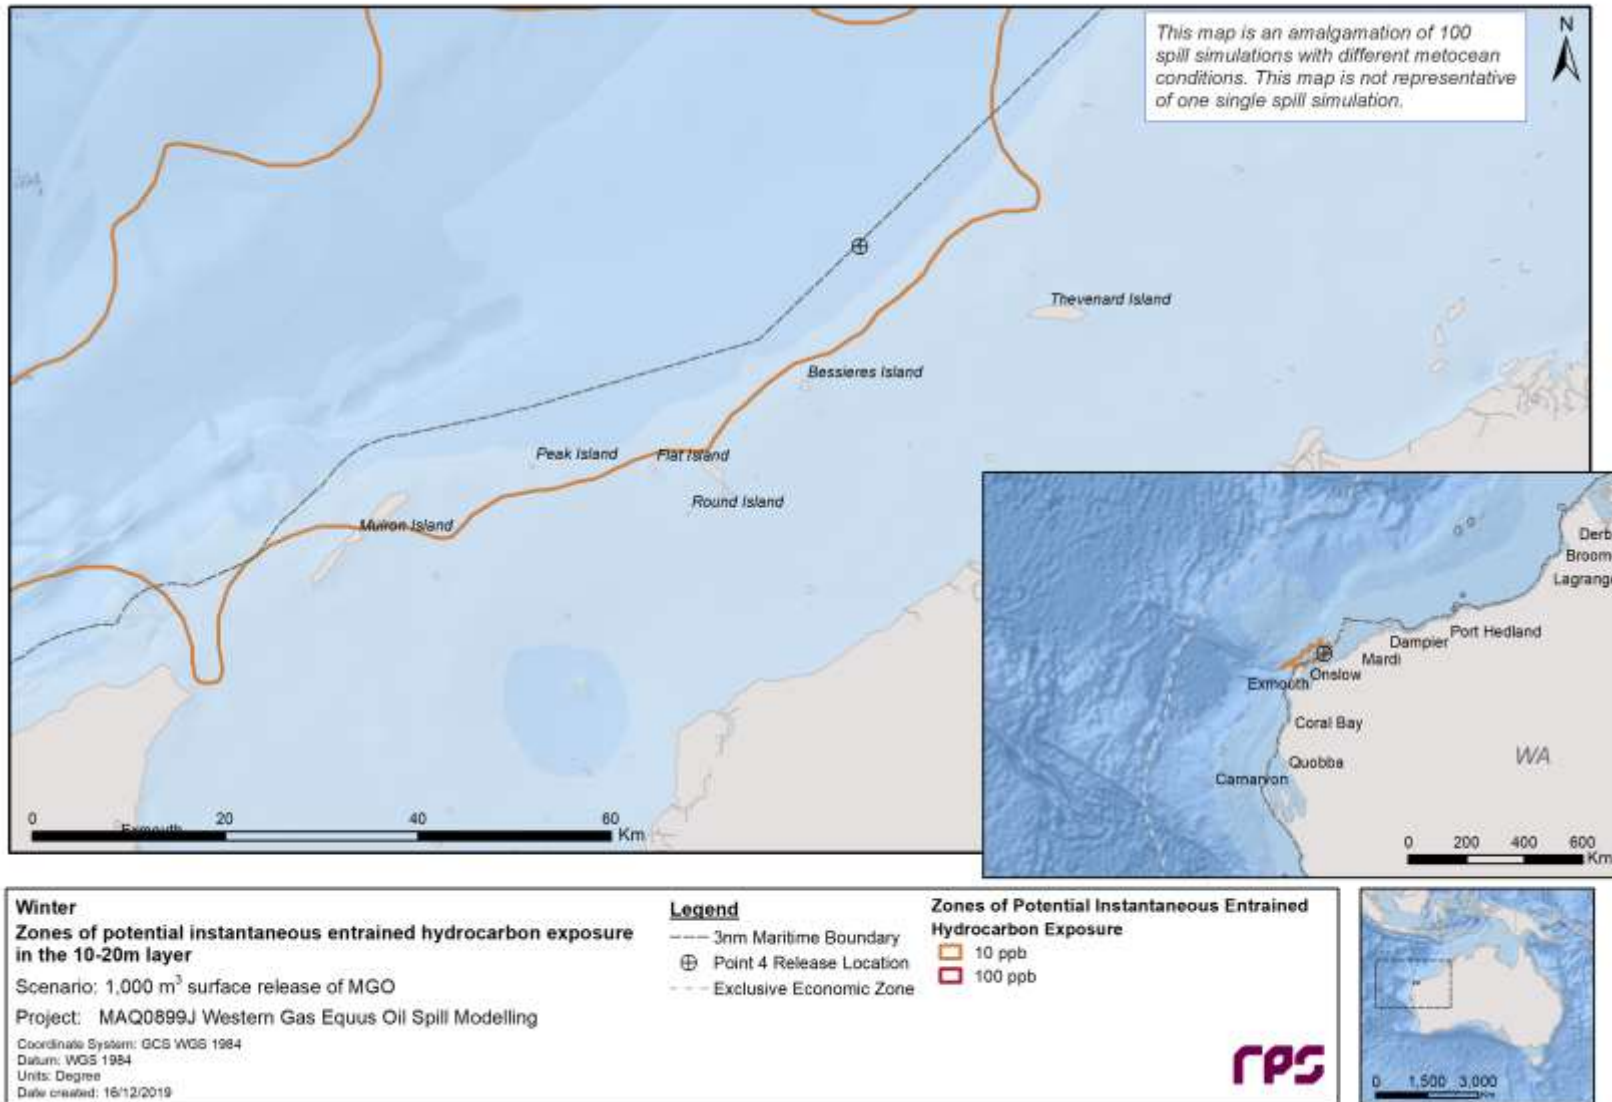 This map is an amalgamation of 100
spill simulations with different metocean
conditions. This map is not representative
of one single spill simulation.
N
Thevenard Island
Bessieres Island
Peak Island
Flat Island
Round Island
Muiron Island
Exmouth
0 20 40 60
Km
Derb
Broom
Lagrange
Port Hedland
Dampier
Mardi
Onslow
Exmouth
Coral Bay
Quobba
Carnarvon
WA
0 200 400 600
Km
Winter
Zones of potential instantaneous entrained hydrocarbon exposure
in the 10-20m layer
Scenario: 1,000 m³ surface release of MGO
Project: MAQ0899J Western Gas Equus Oil Spill Modelling
Coordinate System: GCS WGS 1984
Datum: WGS 1984
Units: Degree
Date created: 16/12/2019
Legend
3nm Maritime Boundary
Point 4 Release Location
Exclusive Economic Zone
Zones of Potential Instantaneous Entrained
Hydrocarbon Exposure
10 ppb
100 ppb
rps
0 1,500 3,000
Km